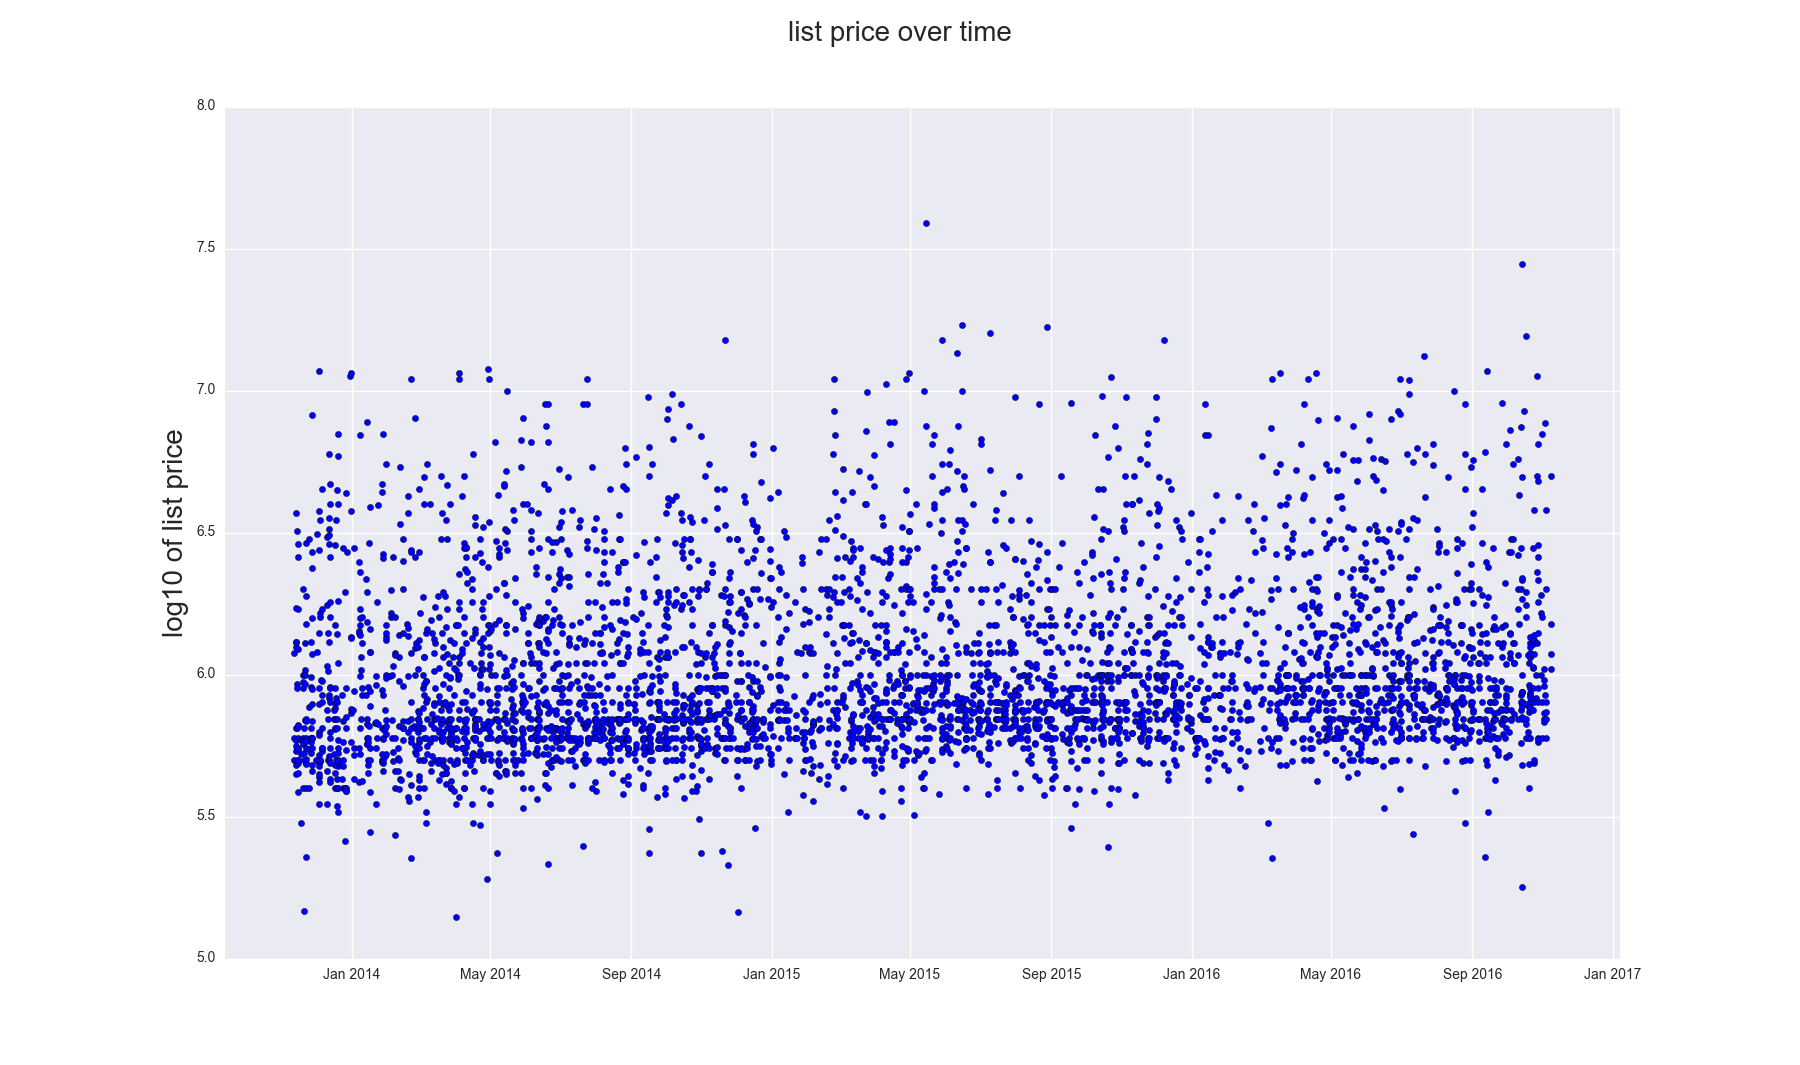 list price over time
log10 of list price
8.0
7.5
7.0
6.5
6.0
5.5
5.0
Jan 2014
May 2014
Sep 2014
Jan 2015
May 2015
Sep 2015
Jan 2016
May 2016
Sep 2016
Jan 2017